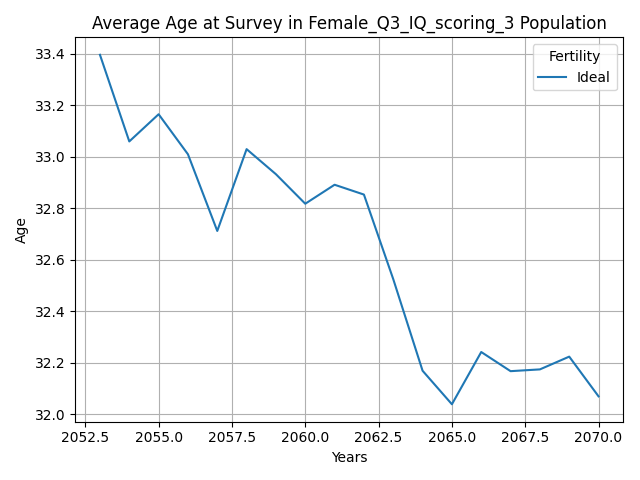 Average Age at Survey in Female_Q3_IQ_scoring_3 Population
Fertility
Ideal
33.4
33.2
33.0
32.8
32.6
32.4
32.2
32.0
Age
2052.5 2055.0 2057.5 2060.0 2062.5 2065.0 2067.5 2070.0
Years